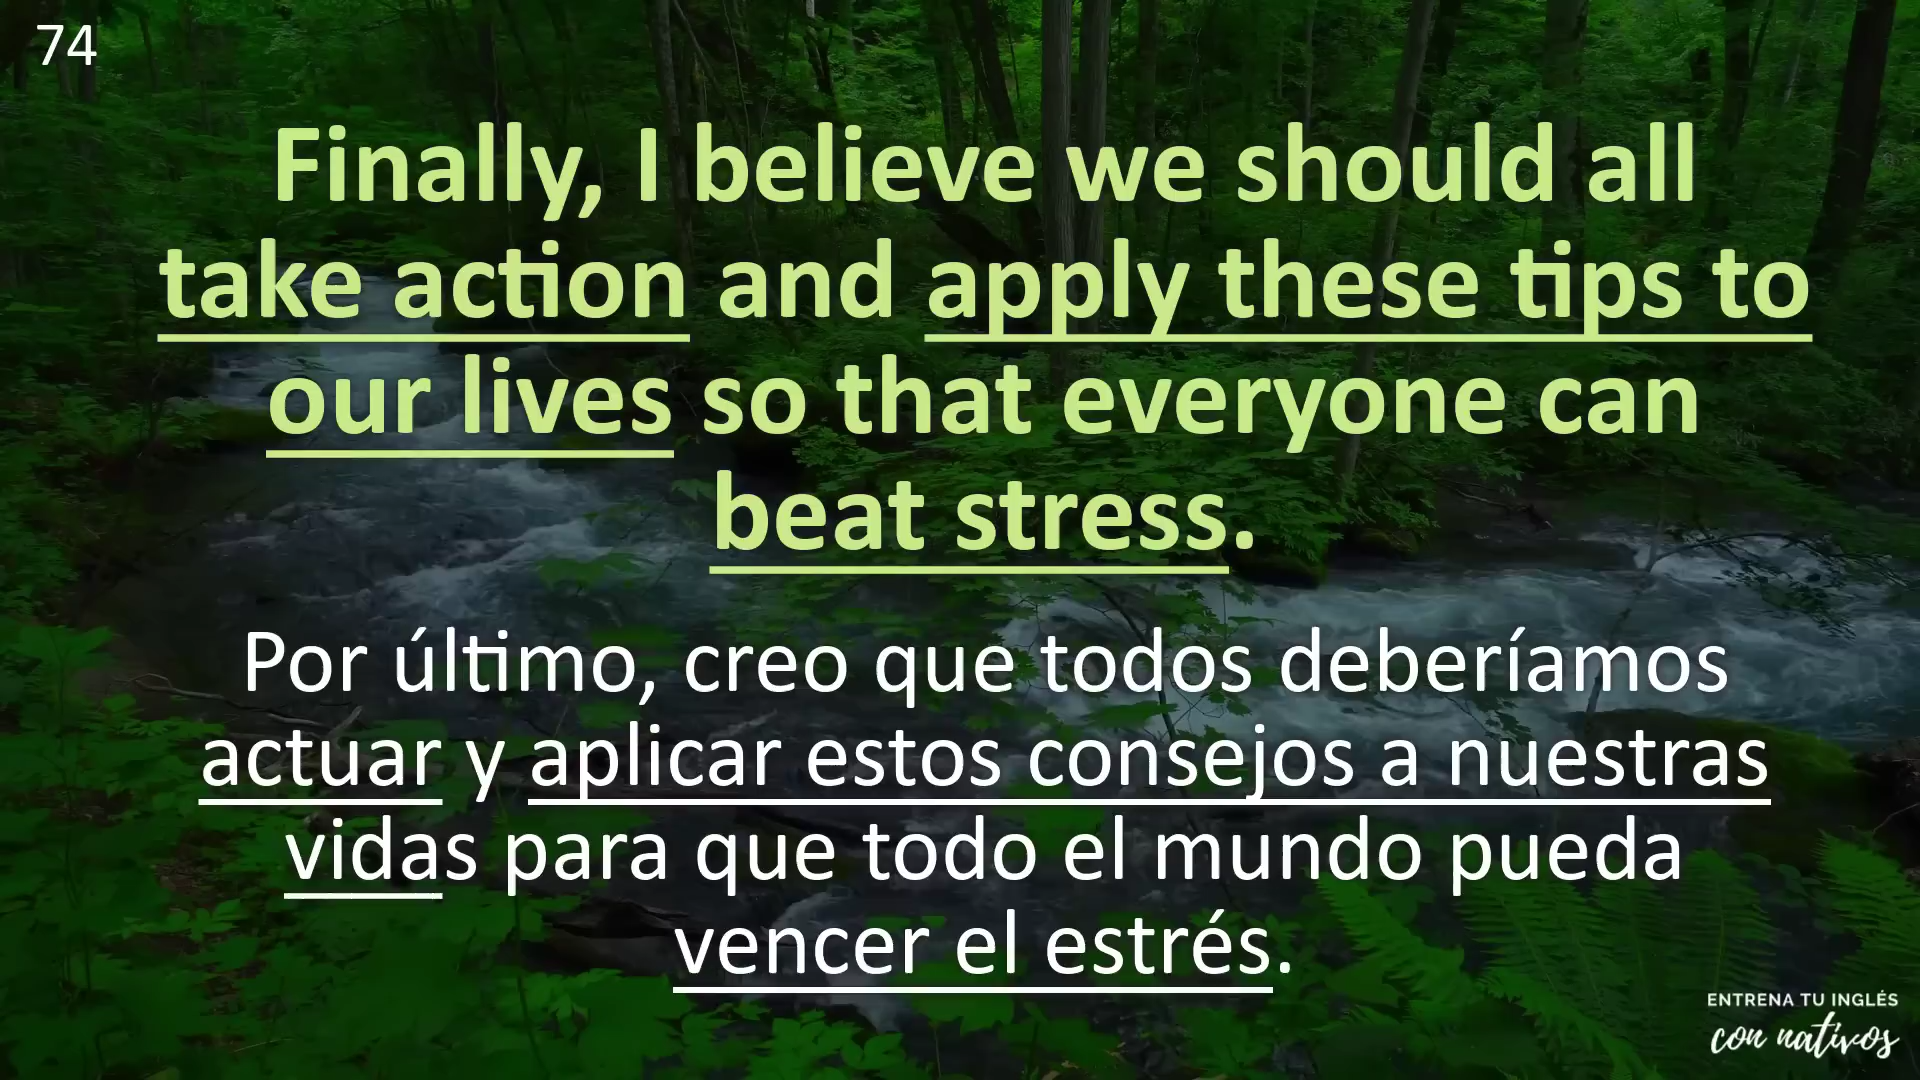 74
Finally, I believe we should all
take action and apply these tips to
our lives so that everyone can
beat stress.
Por último, creo que todos deberíamos
actuar y aplicar estos consejos a nuestras
vidas para que todo el mundo pueda
vencer el estrés.
ENTRENA TU INGLÉS
con nativos